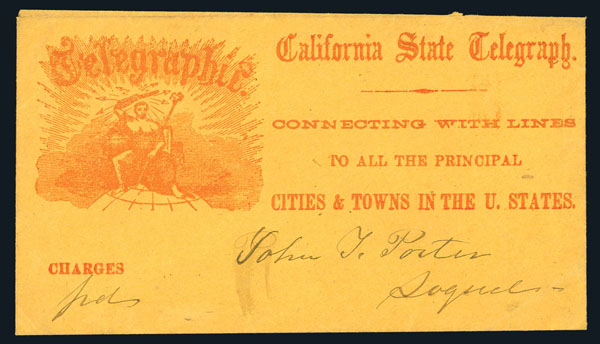 Telegraphic.
California State Telegraph.
CONNECTING WITH LINES
TO ALL THE PRINCIPAL
CITIES & TOWNS IN THE U. STATES.
CHARGES
pd
John T. Porter
Soquel